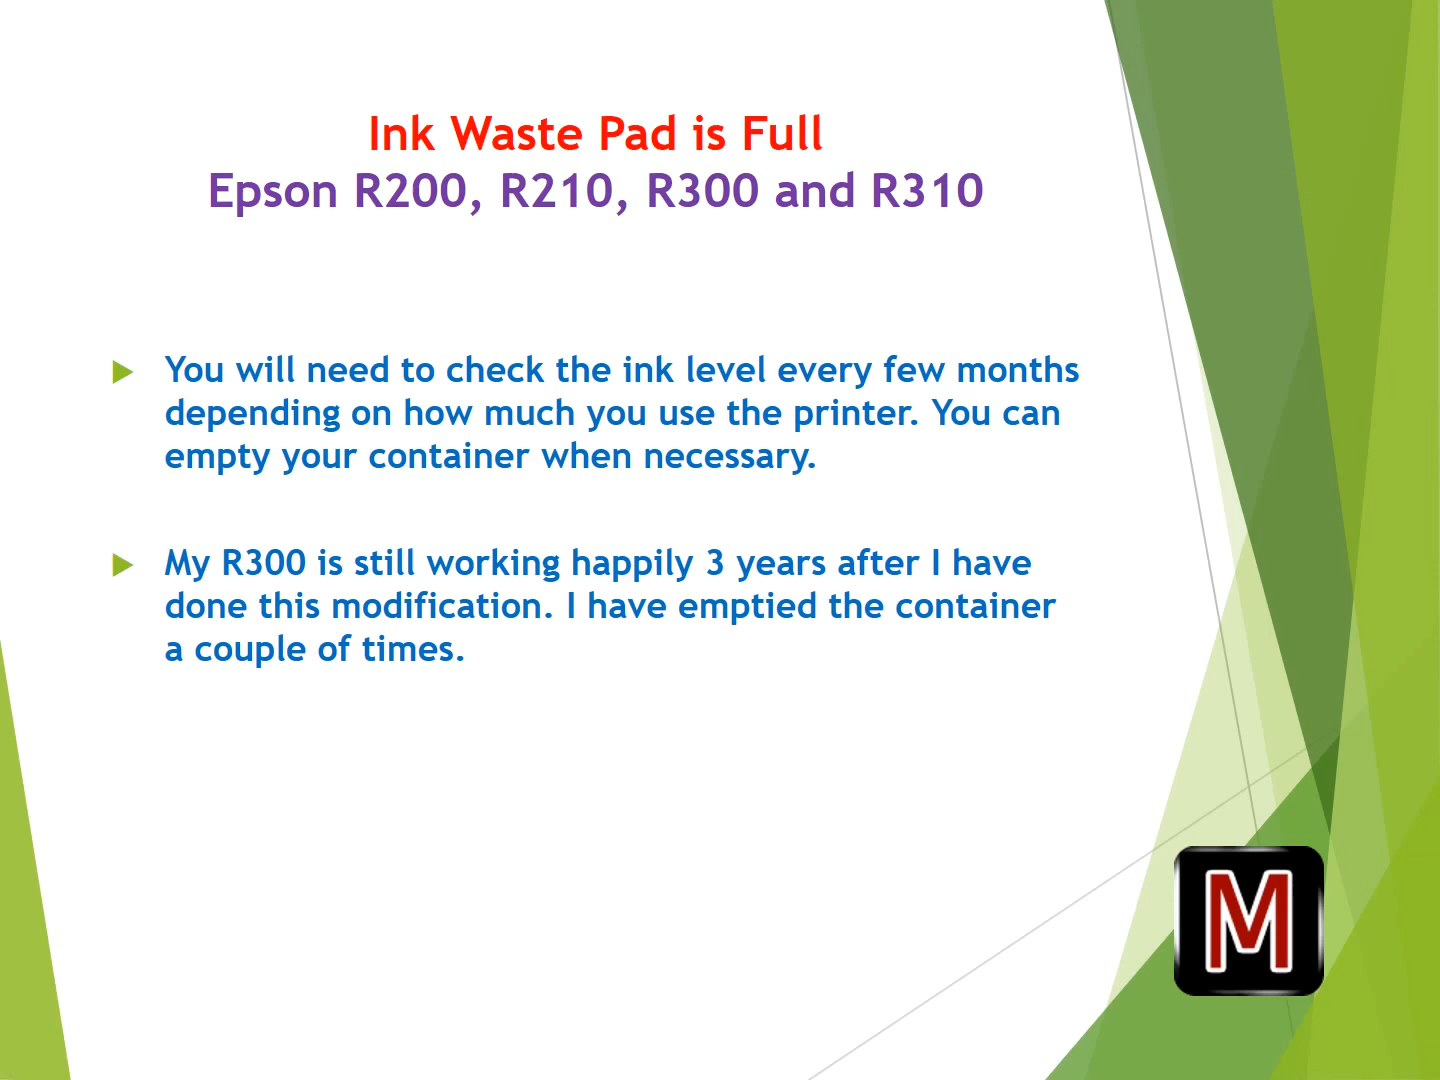 Ink Waste Pad is Full
Epson R200, R210, R300 and R310
You will need to check the ink level every few months
depending on how much you use the printer. You can
empty your container when necessary.
My R300 is still working happily 3 years after I have
done this modification. I have emptied the container
a couple of times.
M